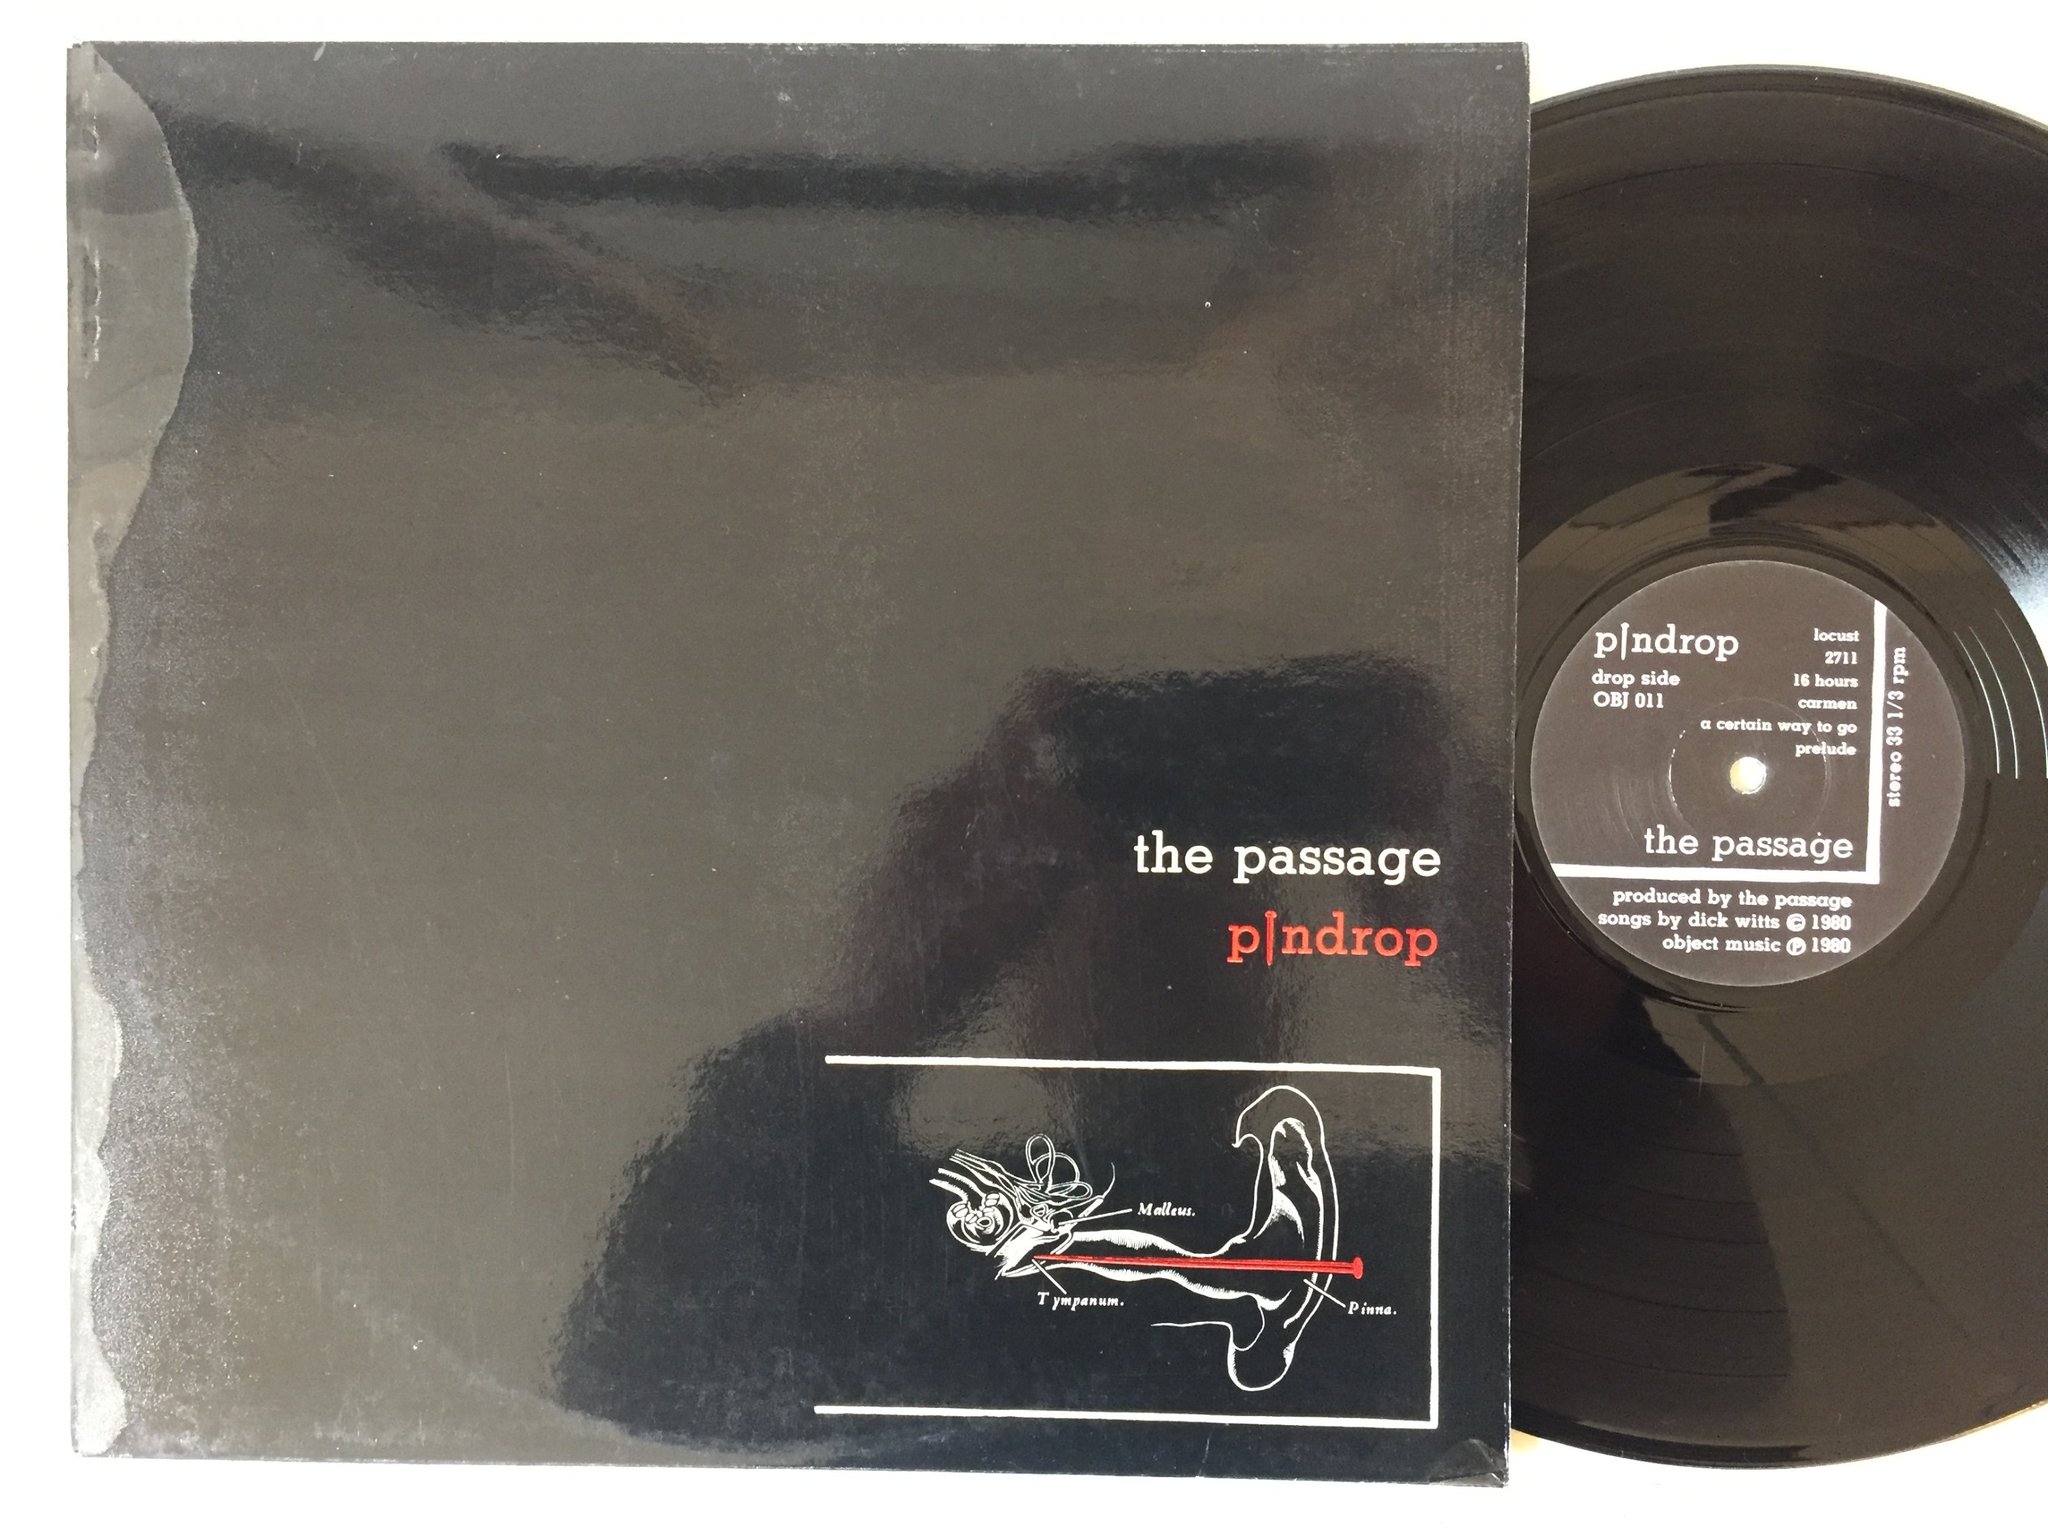 the passage
pindrop
Malleus.
Tympanum.
Pinna.
pindrop
drop side
OBJ 011
locust
2711
16 hours
carmen
a certain way to go
prelude
stereo 33 1/3 rpm
the passage
produced by the passage
songs by dick witts © 1980
object music ℗ 1980